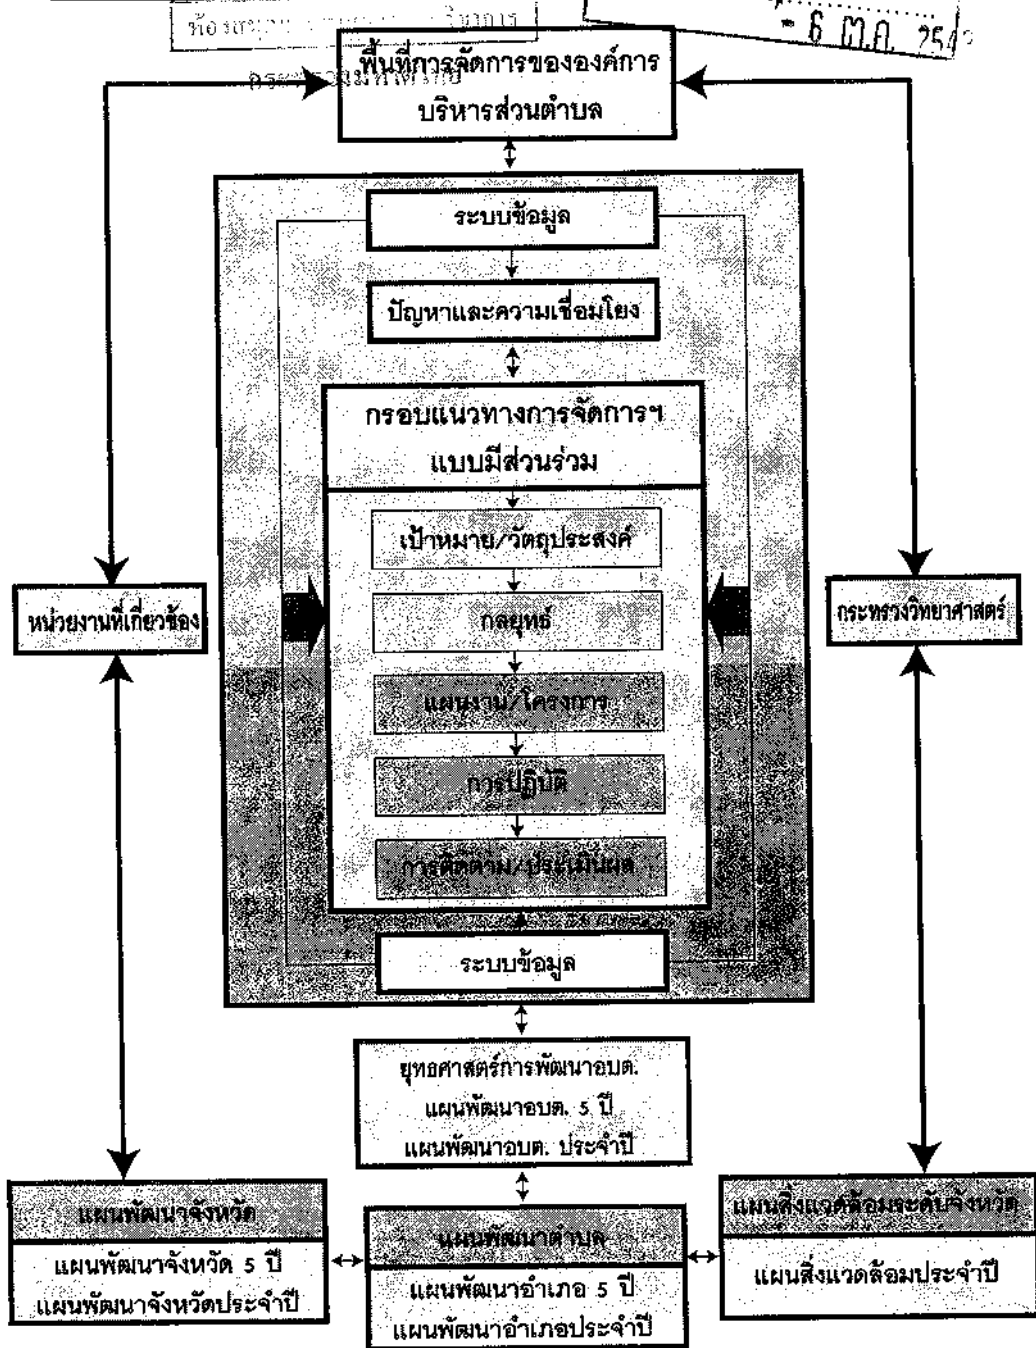 - 6 ต.ค. 254
พื้นที่การจัดการขององค์การ
บริหารส่วนตำบล
ระบบข้อมูล
ปัญหาและความเชื่อมโยง
กรอบแนวทางการจัดการฯ
แบบมีส่วนร่วม
เป้าหมาย/วัตถุประสงค์
กลยุทธ์
หน่วยงานที่เกี่ยวข้อง
กระทรวงวิทยาศาสตร์
แผนงาน/โครงการ
การปฏิบัติ
การติดตาม/ประเมินผล
ระบบข้อมูล
ยุทธศาสตร์การพัฒนาอบต.
แผนพัฒนาอบต. 5 ปี
แผนพัฒนาอบต. ประจำปี
แผนพัฒนาจังหวัด
แผนพัฒนาจังหวัด 5 ปี
แผนพัฒนาจังหวัดประจำปี
แผนพัฒนาตำบล
แผนพัฒนาอำเภอ 5 ปี
แผนพัฒนาอำเภอประจำปี
แผนสิ่งแวดล้อมระดับจังหวัด
แผนสิ่งแวดล้อมประจำปี